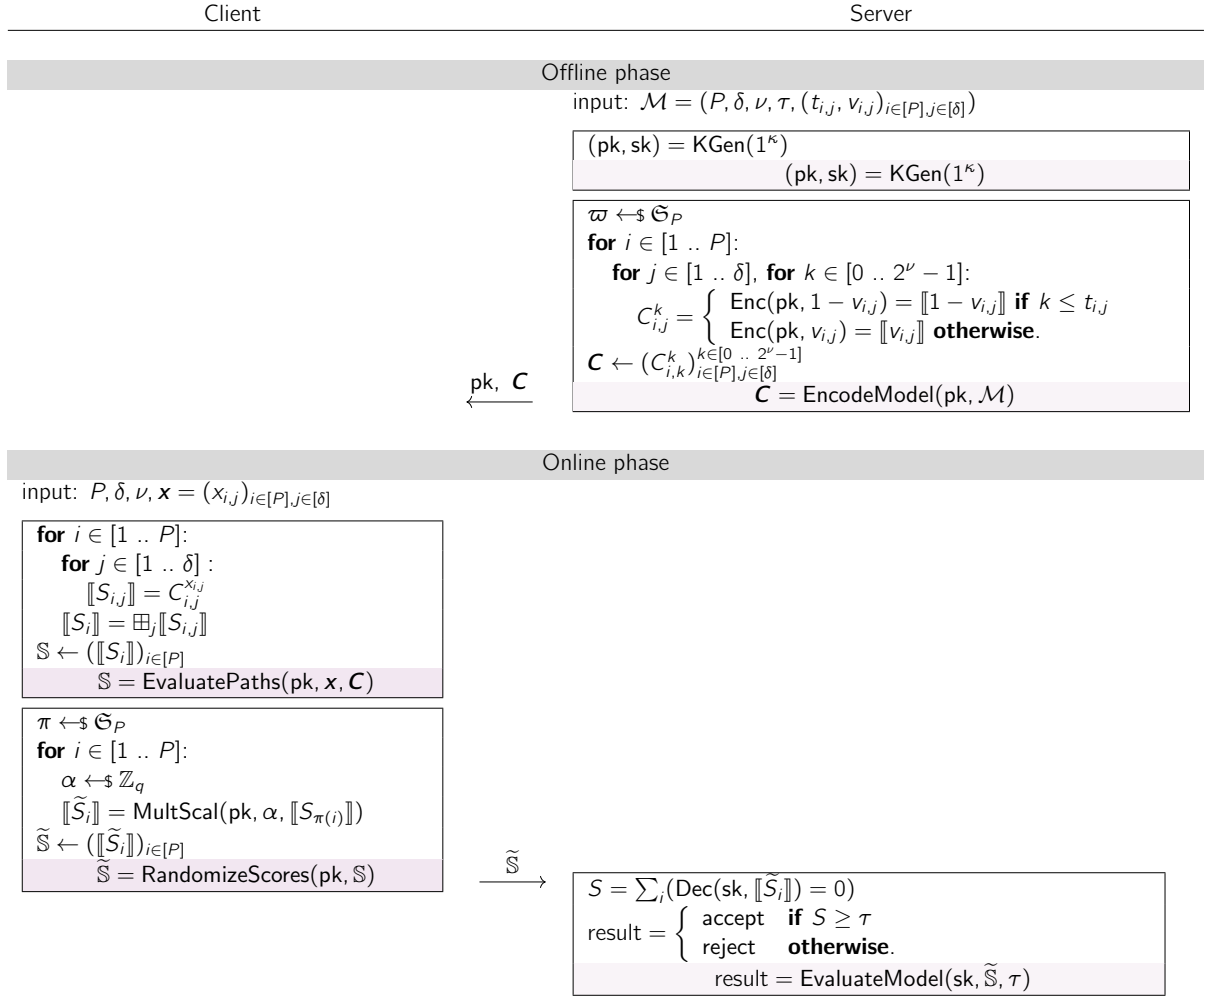 Client Server
Offline phase
input: ℳ = (P, δ, ν, τ, (t_{i,j}, v_{i,j})_{i∈[P],j∈[δ]})
(pk, sk) = KGen(1^κ)
(pk, sk) = KGen(1^κ)
ϖ ←$ 𝔖_P
for i ∈ [1 .. P]:
for j ∈ [1 .. δ], for k ∈ [0 .. 2^ν − 1]:
C^k_{i,j} = { Enc(pk, 1 − v_{i,j}) = ⟦1 − v_{i,j}⟧ if k ≤ t_{i,j}
Enc(pk, v_{i,j}) = ⟦v_{i,j}⟧ otherwise.
C ← (C^k_{i,k})^{k∈[0 .. 2^ν−1]}_{i∈[P],j∈[δ]}
pk, C
C = EncodeModel(pk, ℳ)
Online phase
input: P, δ, ν, x = (x_{i,j})_{i∈[P],j∈[δ]}
for i ∈ [1 .. P]:
for j ∈ [1 .. δ] :
⟦S_{i,j}⟧ = C^{x_{i,j}}_{i,j}
⟦S_i⟧ = ⊞_j⟦S_{i,j}⟧
𝕊 ← (⟦S_i⟧)_{i∈[P]}
𝕊 = EvaluatePaths(pk, x, C)
π ←$ 𝔖_P
for i ∈ [1 .. P]:
α ←$ ℤ_q
⟦S̃_i⟧ = MultScal(pk, α, ⟦S_{π(i)}⟧)
𝕊̃ ← (⟦S̃_i⟧)_{i∈[P]}
𝕊̃ = RandomizeScores(pk, 𝕊)
𝕊̃
S = ∑_i(Dec(sk, ⟦S̃_i⟧) = 0)
result = { accept if S ≥ τ
reject otherwise.
result = EvaluateModel(sk, 𝕊̃, τ)